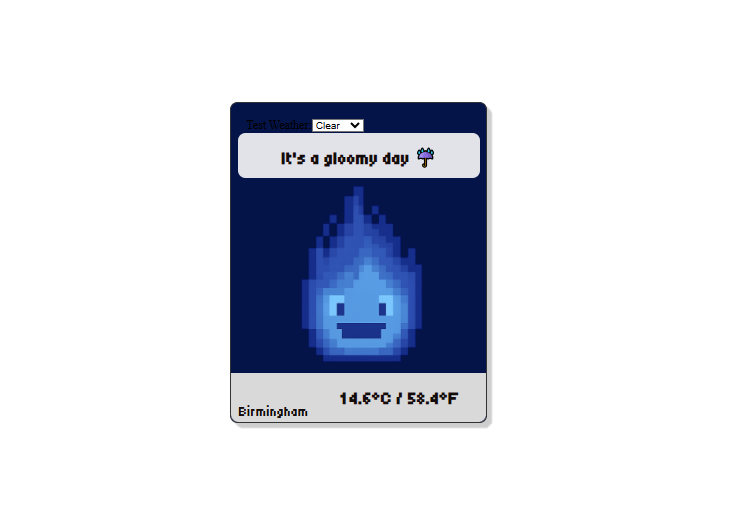 Test Weather: Clear
It's a gloomy day ☔
14.6°C / 58.4°F
Birmingham